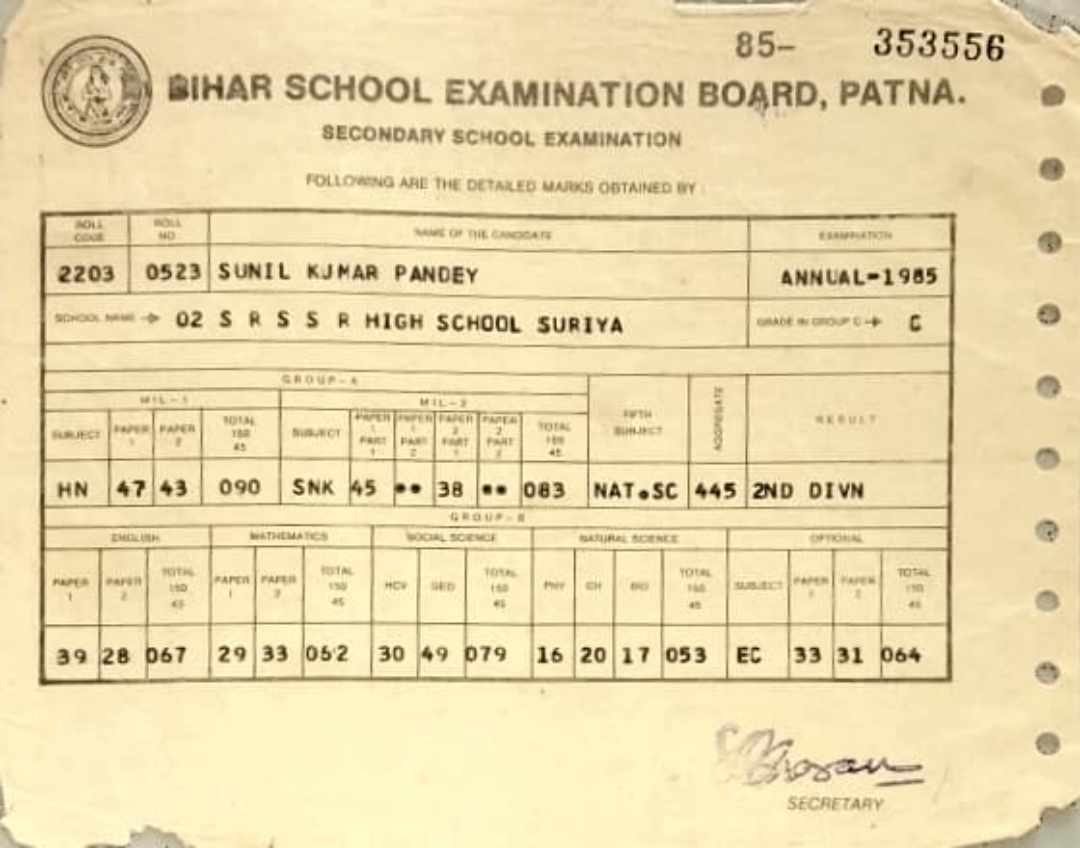 85- 353556
BIHAR SCHOOL EXAMINATION BOARD, PATNA.
SECONDARY SCHOOL EXAMINATION
FOLLOWING ARE THE DETAILED MARKS OBTAINED BY :
ROLL CODE ROLL NO NAME OF THE CANDIDATE EXAMINATION
2203 0523 SUNIL KUMAR PANDEY ANNUAL-1985
SCHOOL NAME → 02 S R S S R HIGH SCHOOL SURIYA GRADE IN GROUP C → C
GROUP-A
MIL-1 MIL-2 FIFTH SUBJECT AGGREGATE RESULT
SUBJECT PAPER 1 PAPER 2 TOTAL 150 45 SUBJECT PAPER 1 PART 1 PAPER 1 PART 2 PAPER 2 PART 1 PAPER 2 PART 2 TOTAL 150 45
HN 47 43 090 SNK 45 ** 38 ** 083 NAT.SC 445 2ND DIVN
GROUP-B
ENGLISH MATHEMATICS SOCIAL SCIENCE NATURAL SCIENCE OPTIONAL
PAPER 1 PAPER 2 TOTAL 150 45 PAPER 1 PAPER 2 TOTAL 150 45 HCV GEO TOTAL 150 45 PHY CH BIO TOTAL 150 45 SUBJECT PAPER 1 PAPER 2 TOTAL 150 45
39 28 067 29 33 062 30 49 079 16 20 17 053 EC 33 31 064
SECRETARY